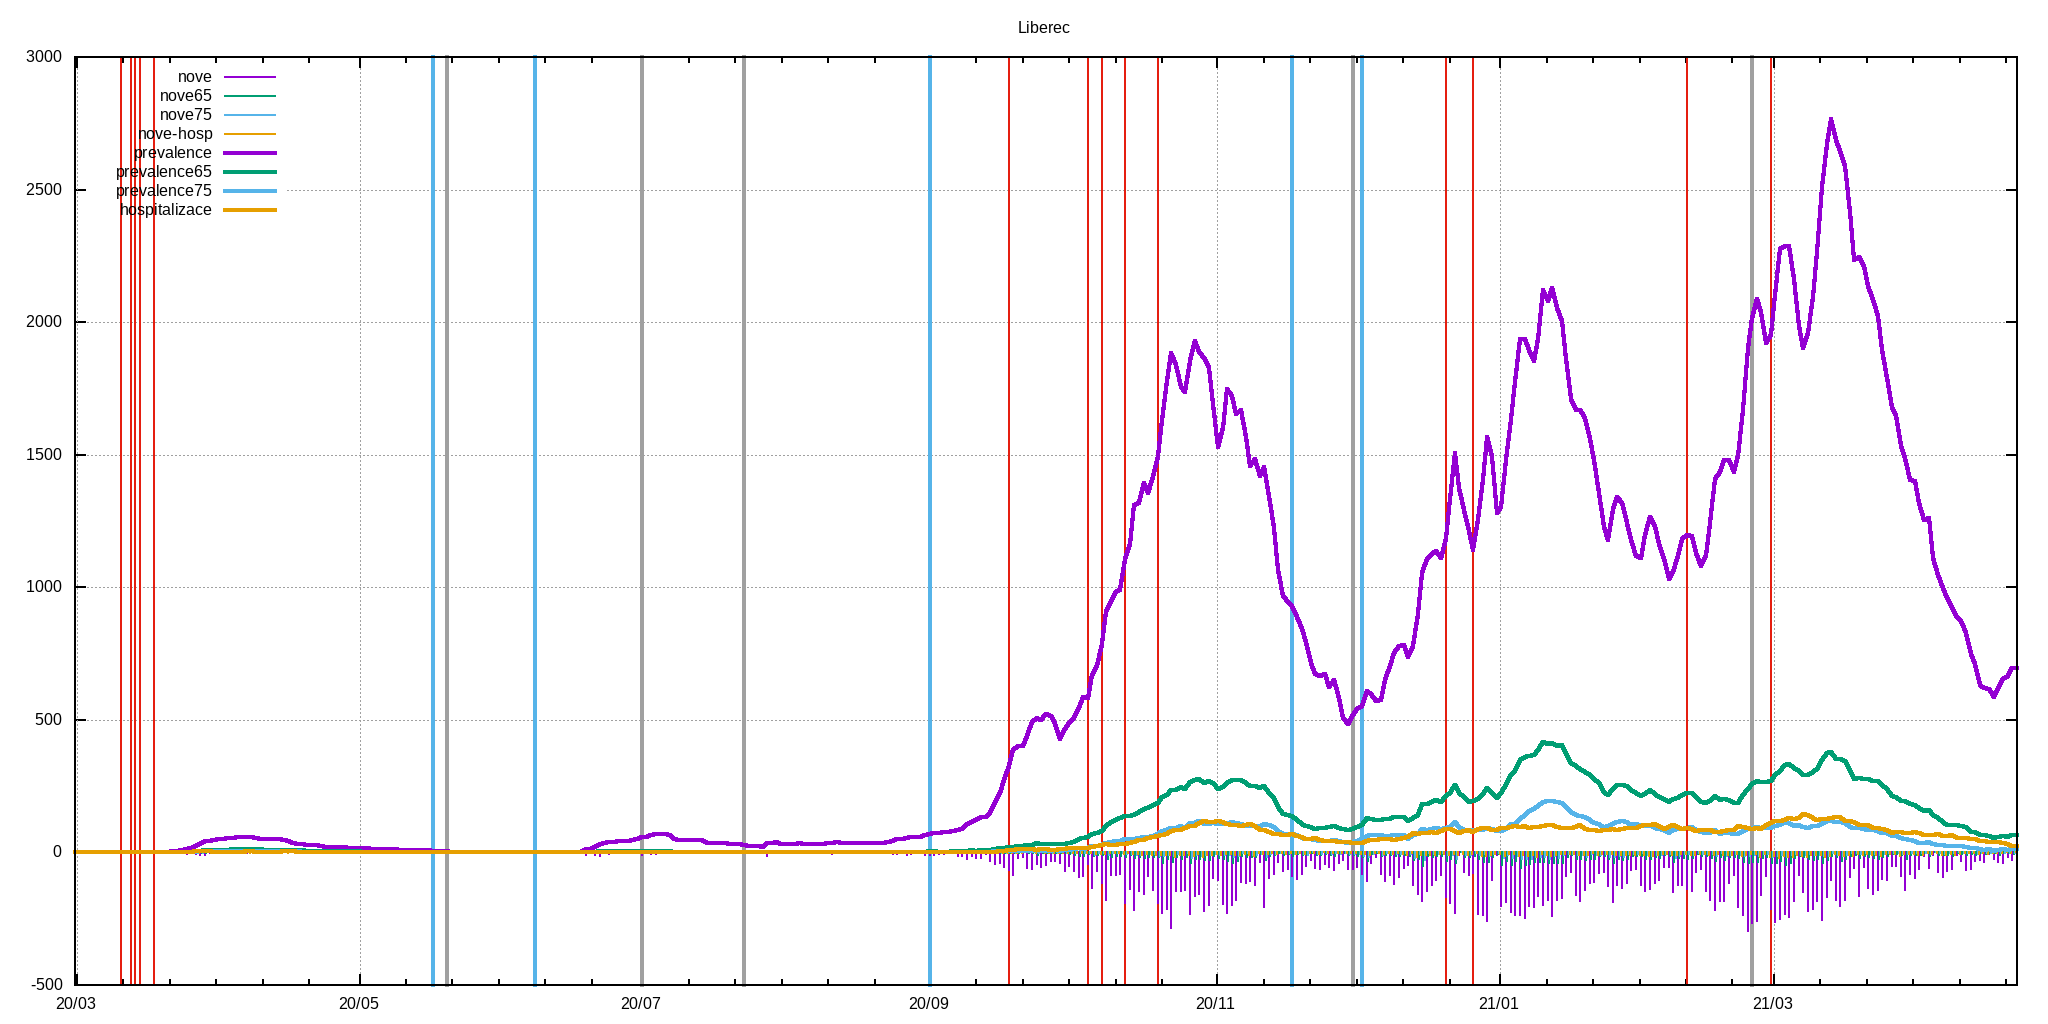 Liberec
3000
2500
2000
1500
1000
500
0
-500
nove
nove65
nove75
nove-hosp
prevalence
prevalence65
prevalence75
hospitalizace
20/03 20/05 20/07 20/09 20/11 21/01 21/03